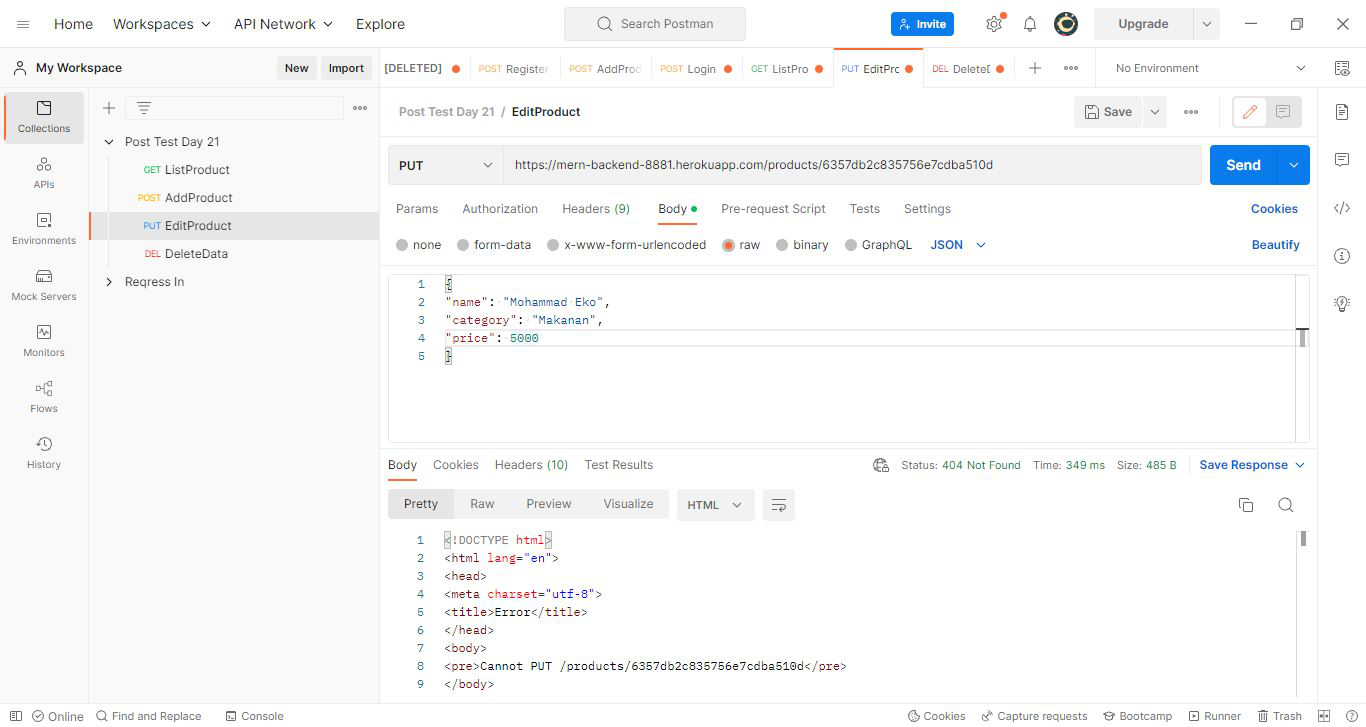 Home Workspaces API Network Explore Search Postman Invite Upgrade
My Workspace New Import [DELETED] POST Register POST AddProd POST Login GET ListPro PUT EditPro DEL DeleteD No Environment
Collections
APIs
Environments
Mock Servers
Monitors
Flows
History
Post Test Day 21
GET ListProduct
POST AddProduct
PUT EditProduct
DEL DeleteData
Reqress In
Post Test Day 21 / EditProduct Save
PUT https://mern-backend-8881.herokuapp.com/products/6357db2c835756e7cdba510d Send
Params Authorization Headers (9) Body Pre-request Script Tests Settings Cookies
none form-data x-www-form-urlencoded raw binary GraphQL JSON Beautify
1 {
2 "name": "Mohammad Eko",
3 "category": "Makanan",
4 "price": 5000
5 }
Body Cookies Headers (10) Test Results Status: 404 Not Found Time: 349 ms Size: 485 B Save Response
Pretty Raw Preview Visualize HTML
1 <!DOCTYPE html>
2 <html lang="en">
3 <head>
4 <meta charset="utf-8">
5 <title>Error</title>
6 </head>
7 <body>
8 <pre>Cannot PUT /products/6357db2c835756e7cdba510d</pre>
9 </body>
Online Find and Replace Console Cookies Capture requests Bootcamp Runner Trash